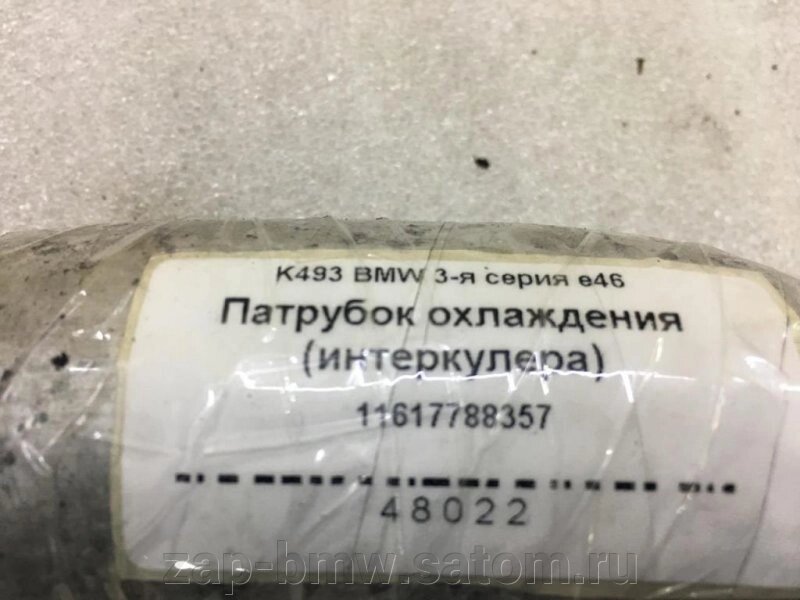 K493 BMW 3-я серия e46
Патрубок охлаждения
(интеркулера)
11617788357
48022
zap-bmw.satom.ru